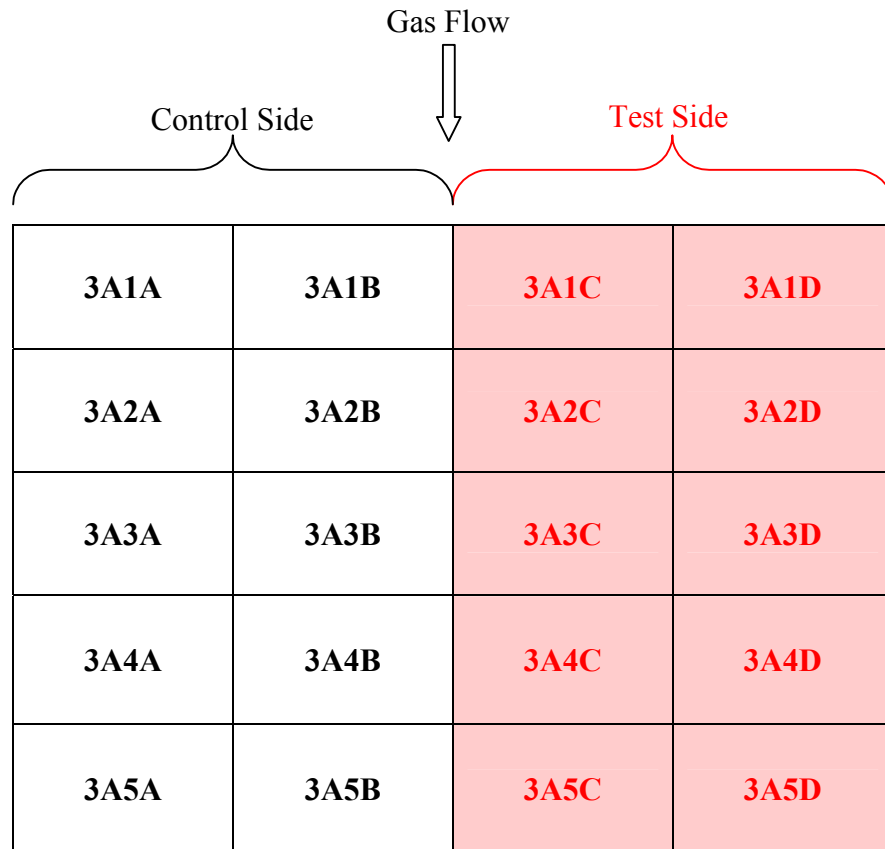 Gas Flow
Control Side Test Side
3A1A 3A1B 3A1C 3A1D
3A2A 3A2B 3A2C 3A2D
3A3A 3A3B 3A3C 3A3D
3A4A 3A4B 3A4C 3A4D
3A5A 3A5B 3A5C 3A5D